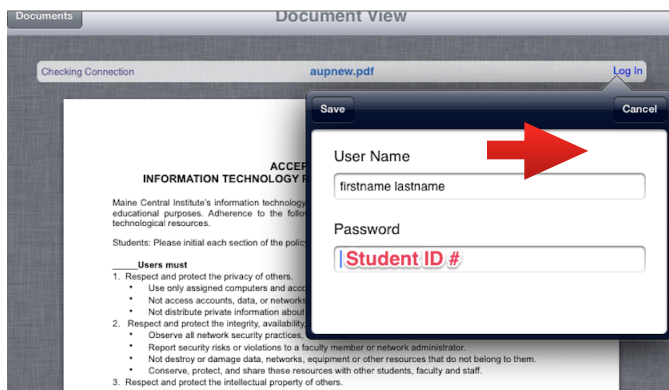 Documents
Document View
Checking Connection
aupnew.pdf
Log In
Save
Cancel
User Name
firstname lastname
Password
Student ID #
ACCEP
INFORMATION TECHNOLOGY
Maine Central Institute's information technology
educational purposes. Adherence to the
technological resources.
Students: Please initial each section of the policy
_____Users must
1. Respect and protect the privacy of others.
• Use only assigned computers and
• Not access accounts, data, or networks
• Not distribute private information about
2. Respect and protect the integrity, availability,
• Observe all network security practices,
• Report security risks or violations to a faculty member or network administrator.
• Not destroy or damage data, networks, equipment or other resources that do not belong to them.
• Conserve, protect, and share these resources with other students, faculty and staff.
3. Respect and protect the intellectual property of others.